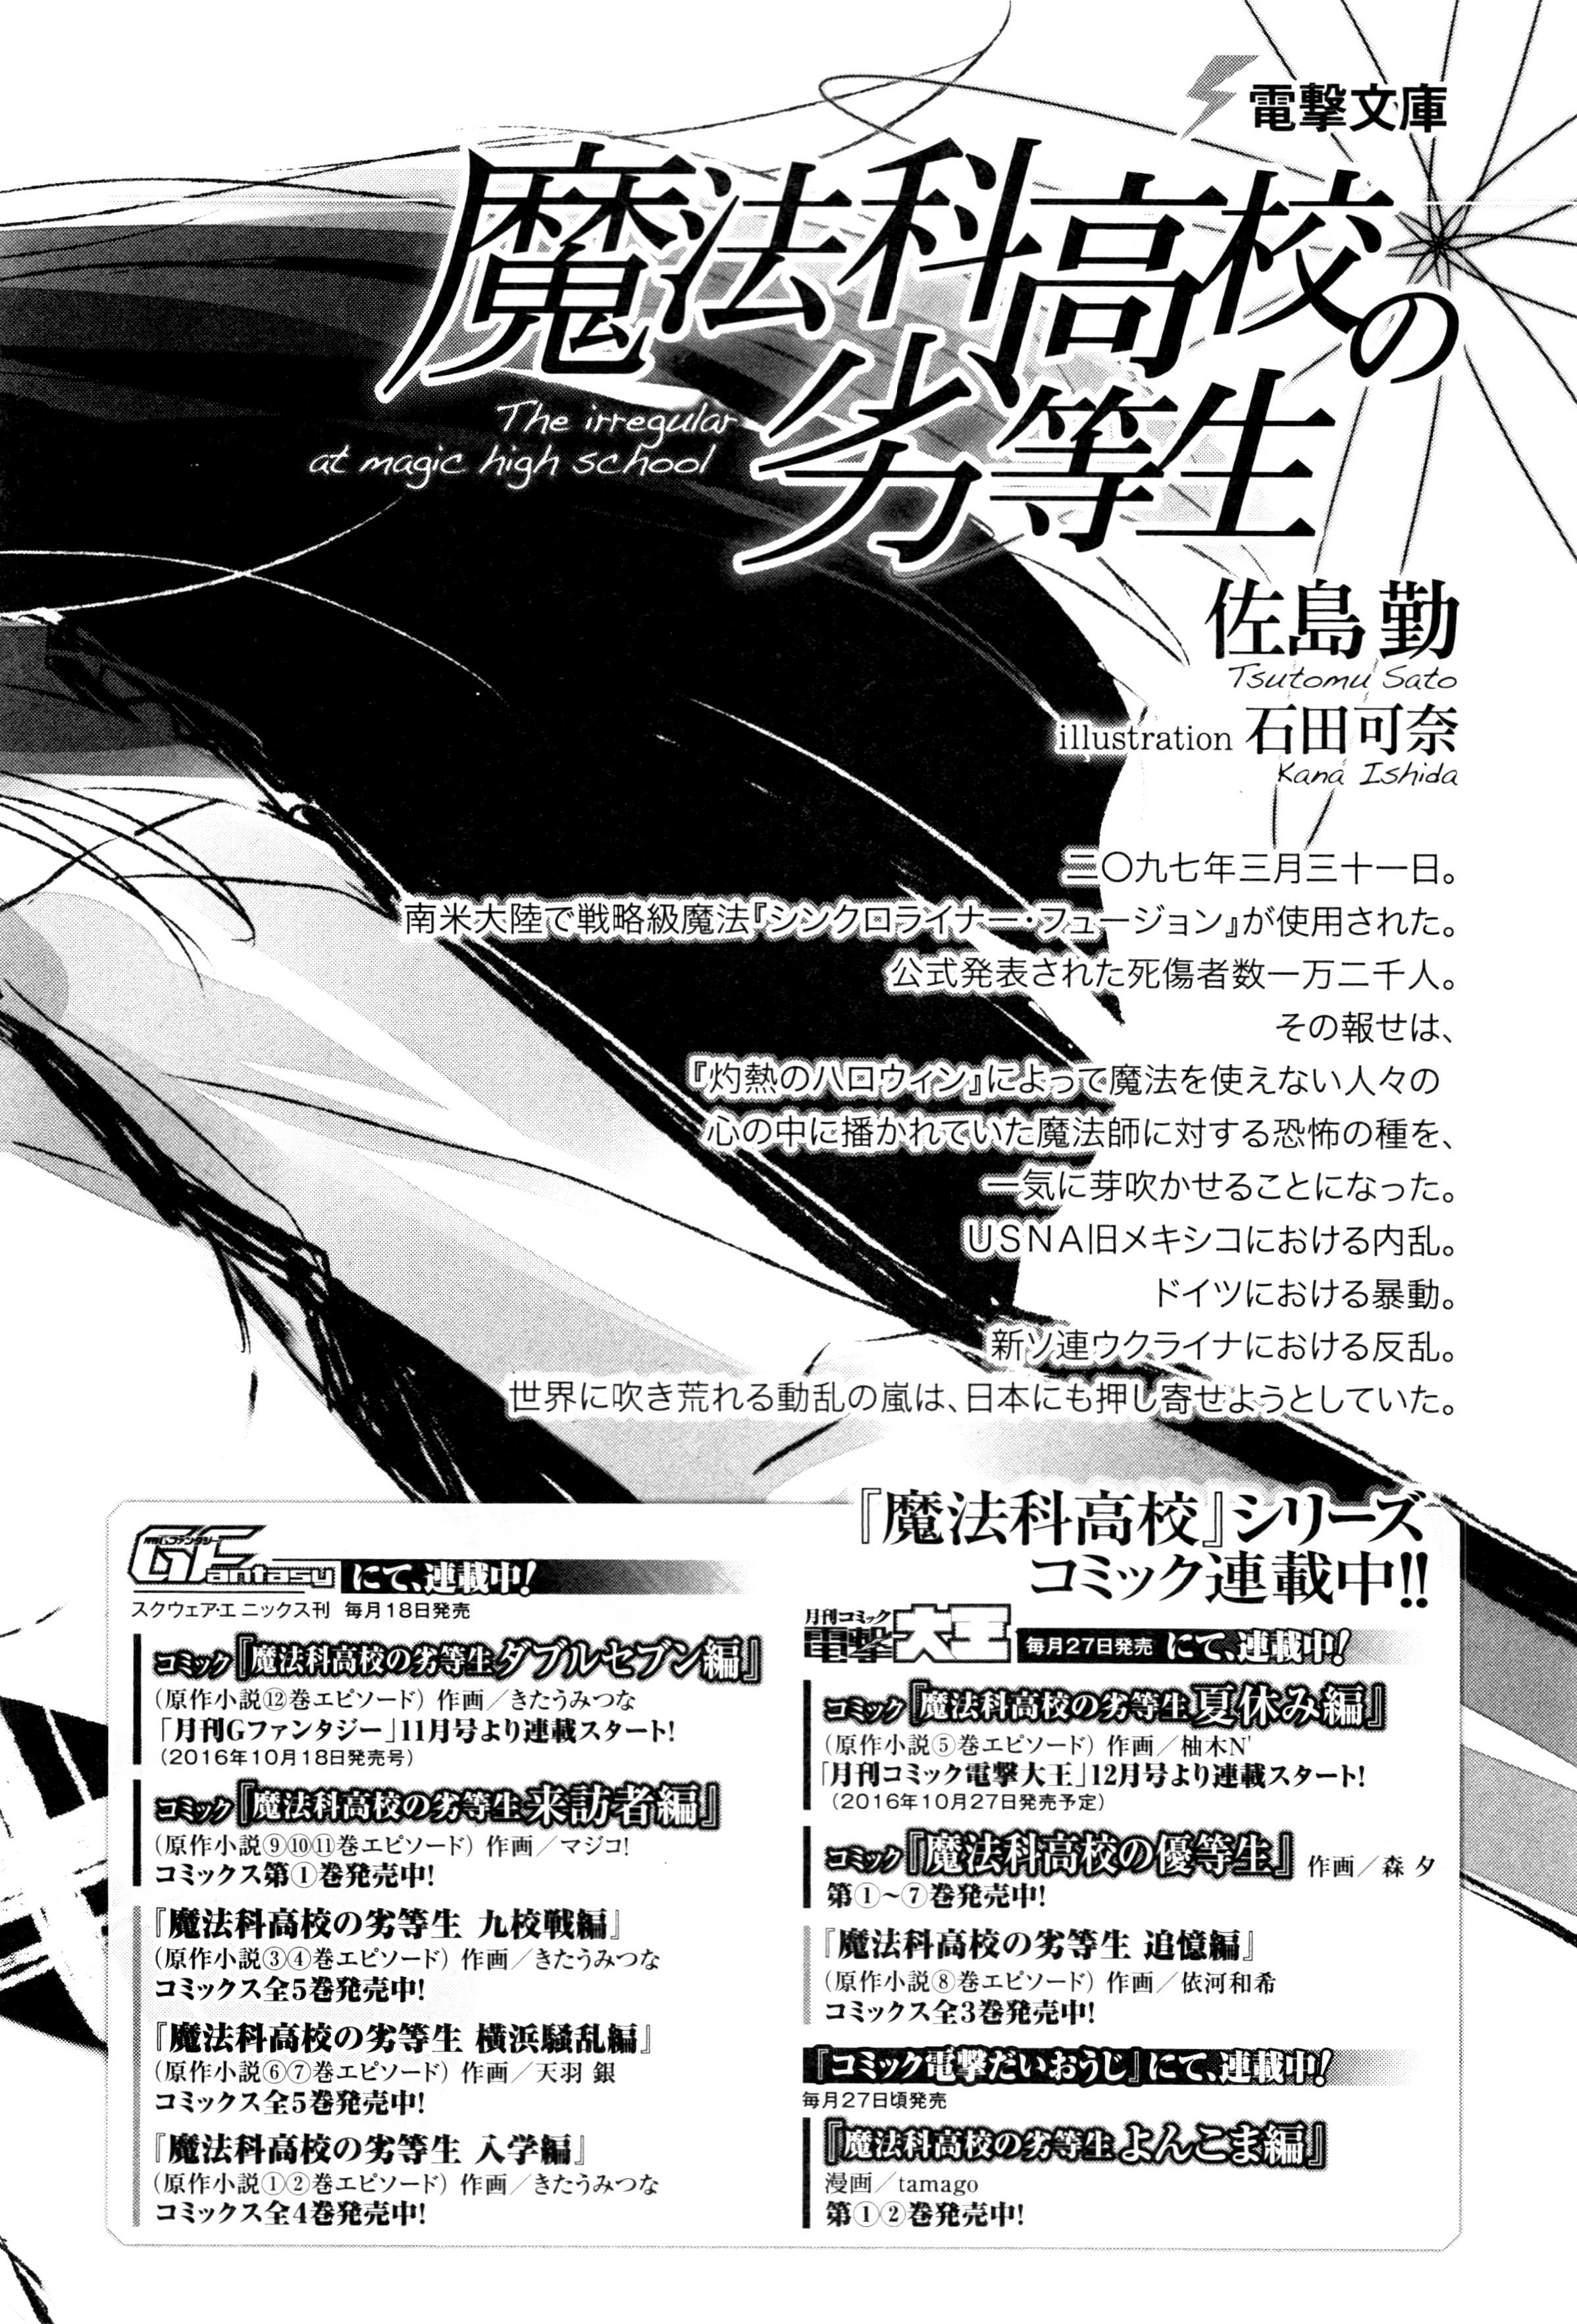 電撃文庫
魔法科高校の
劣等生
The irregular
at magic high school
佐島 勤
Tsutomu Sato
illustration 石田可奈
Kana Ishida
二〇九七年三月三十一日。
南米大陸で戦略級魔法『シンクロライナー・フュージョン』が使用された。
公式発表された死傷者数一万二千人。
その報せは、
『灼熱のハロウィン』によって魔法を使えない人々の
心の中に播かれていた魔法師に対する恐怖の種を、
一気に芽吹かせることになった。
USNA旧メキシコにおける内乱。
ドイツにおける暴動。
新ソ連ウクライナにおける反乱。
世界に吹き荒れる動乱の嵐は、日本にも押し寄せようとしていた。
『魔法科高校』シリーズ
コミック連載中!!
月刊Gファンタジー
GFantasy にて、連載中!
スクウェア・エニックス刊 毎月18日発売
コミック『魔法科高校の劣等生 ダブルセブン編』
(原作小説⑫巻エピソード) 作画/きたうみつな
「月刊Gファンタジー」11月号より連載スタート!
(2016年10月18日発売号)
コミック『魔法科高校の劣等生 来訪者編』
(原作小説⑨⑩⑪巻エピソード) 作画/マジコ!
コミックス第①巻発売中!
『魔法科高校の劣等生 九校戦編』
(原作小説③④巻エピソード) 作画/きたうみつな
コミックス全5巻発売中!
『魔法科高校の劣等生 横浜騒乱編』
(原作小説⑥⑦巻エピソード) 作画/天羽 銀
コミックス全5巻発売中!
『魔法科高校の劣等生 入学編』
(原作小説①②巻エピソード) 作画/きたうみつな
コミックス全4巻発売中!
月刊コミック
電撃大王 毎月27日発売 にて、連載中!
コミック『魔法科高校の劣等生 夏休み編』
(原作小説⑤巻エピソード) 作画/柚木N'
「月刊コミック電撃大王」12月号より連載スタート!
(2016年10月27日発売予定)
コミック『魔法科高校の優等生』 作画/森 夕
第①～⑦巻発売中!
『魔法科高校の劣等生 追憶編』
(原作小説⑧巻エピソード) 作画/依河和希
コミックス全3巻発売中!
『コミック電撃だいおうじ』にて、連載中!
毎月27日頃発売
『魔法科高校の劣等生 よんこま編』
漫画/tamago
第①②巻発売中!